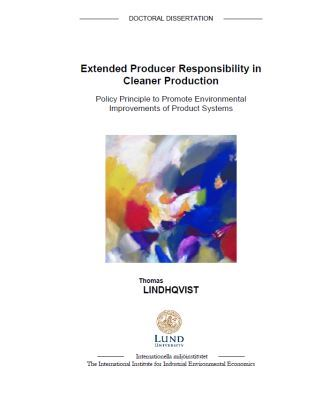 DOCTORAL DISSERTATION
Extended Producer Responsibility in
Cleaner Production
Policy Principle to Promote Environmental
Improvements of Product Systems
Thomas
LINDHQVIST
LUND
UNIVERSITY
Internationella miljöinstitutet
The International Institute for Industrial Environmental Economics